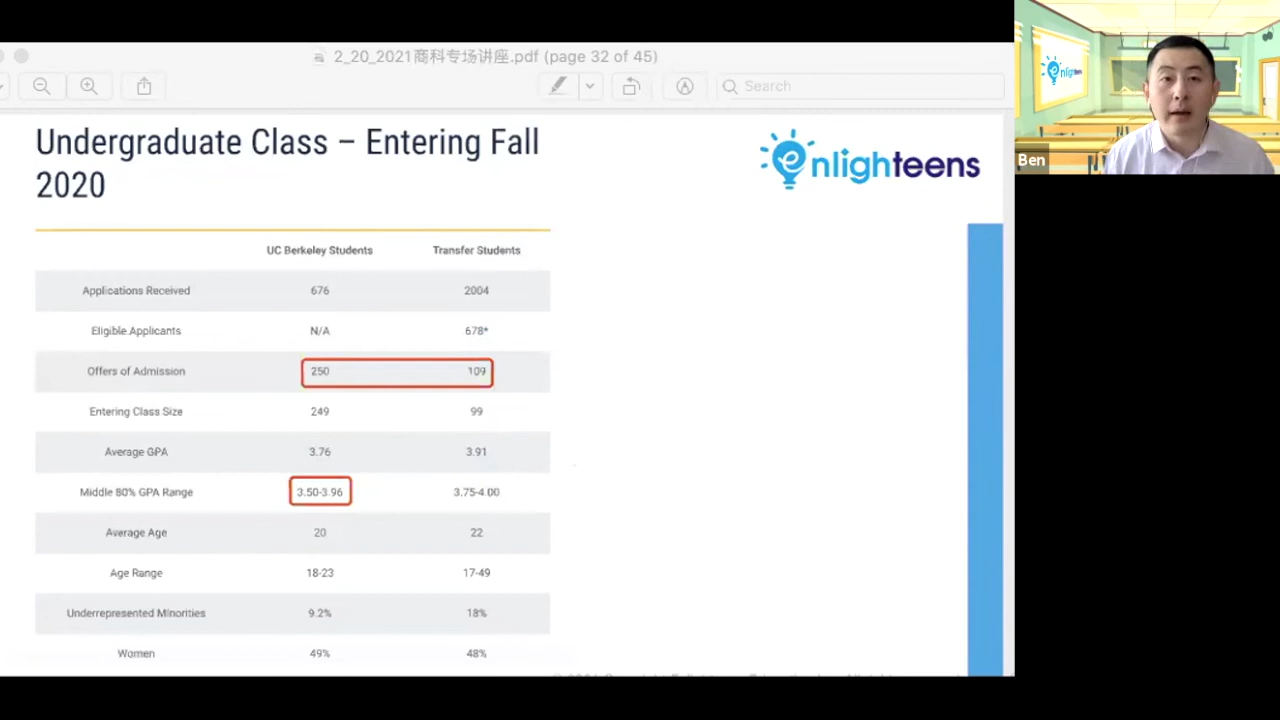 2_20_2021商科专场讲座.pdf (page 32 of 45)
Search
Undergraduate Class – Entering Fall
2020
enlighteens
UC Berkeley Students Transfer Students
Applications Received 676 2004
Eligible Applicants N/A 678*
Offers of Admission 250 109
Entering Class Size 249 99
Average GPA 3.76 3.91
Middle 80% GPA Range 3.50-3.96 3.75-4.00
Average Age 20 22
Age Range 18-23 17-49
Underrepresented Minorities 9.2% 18%
Women 49% 48%
Ben